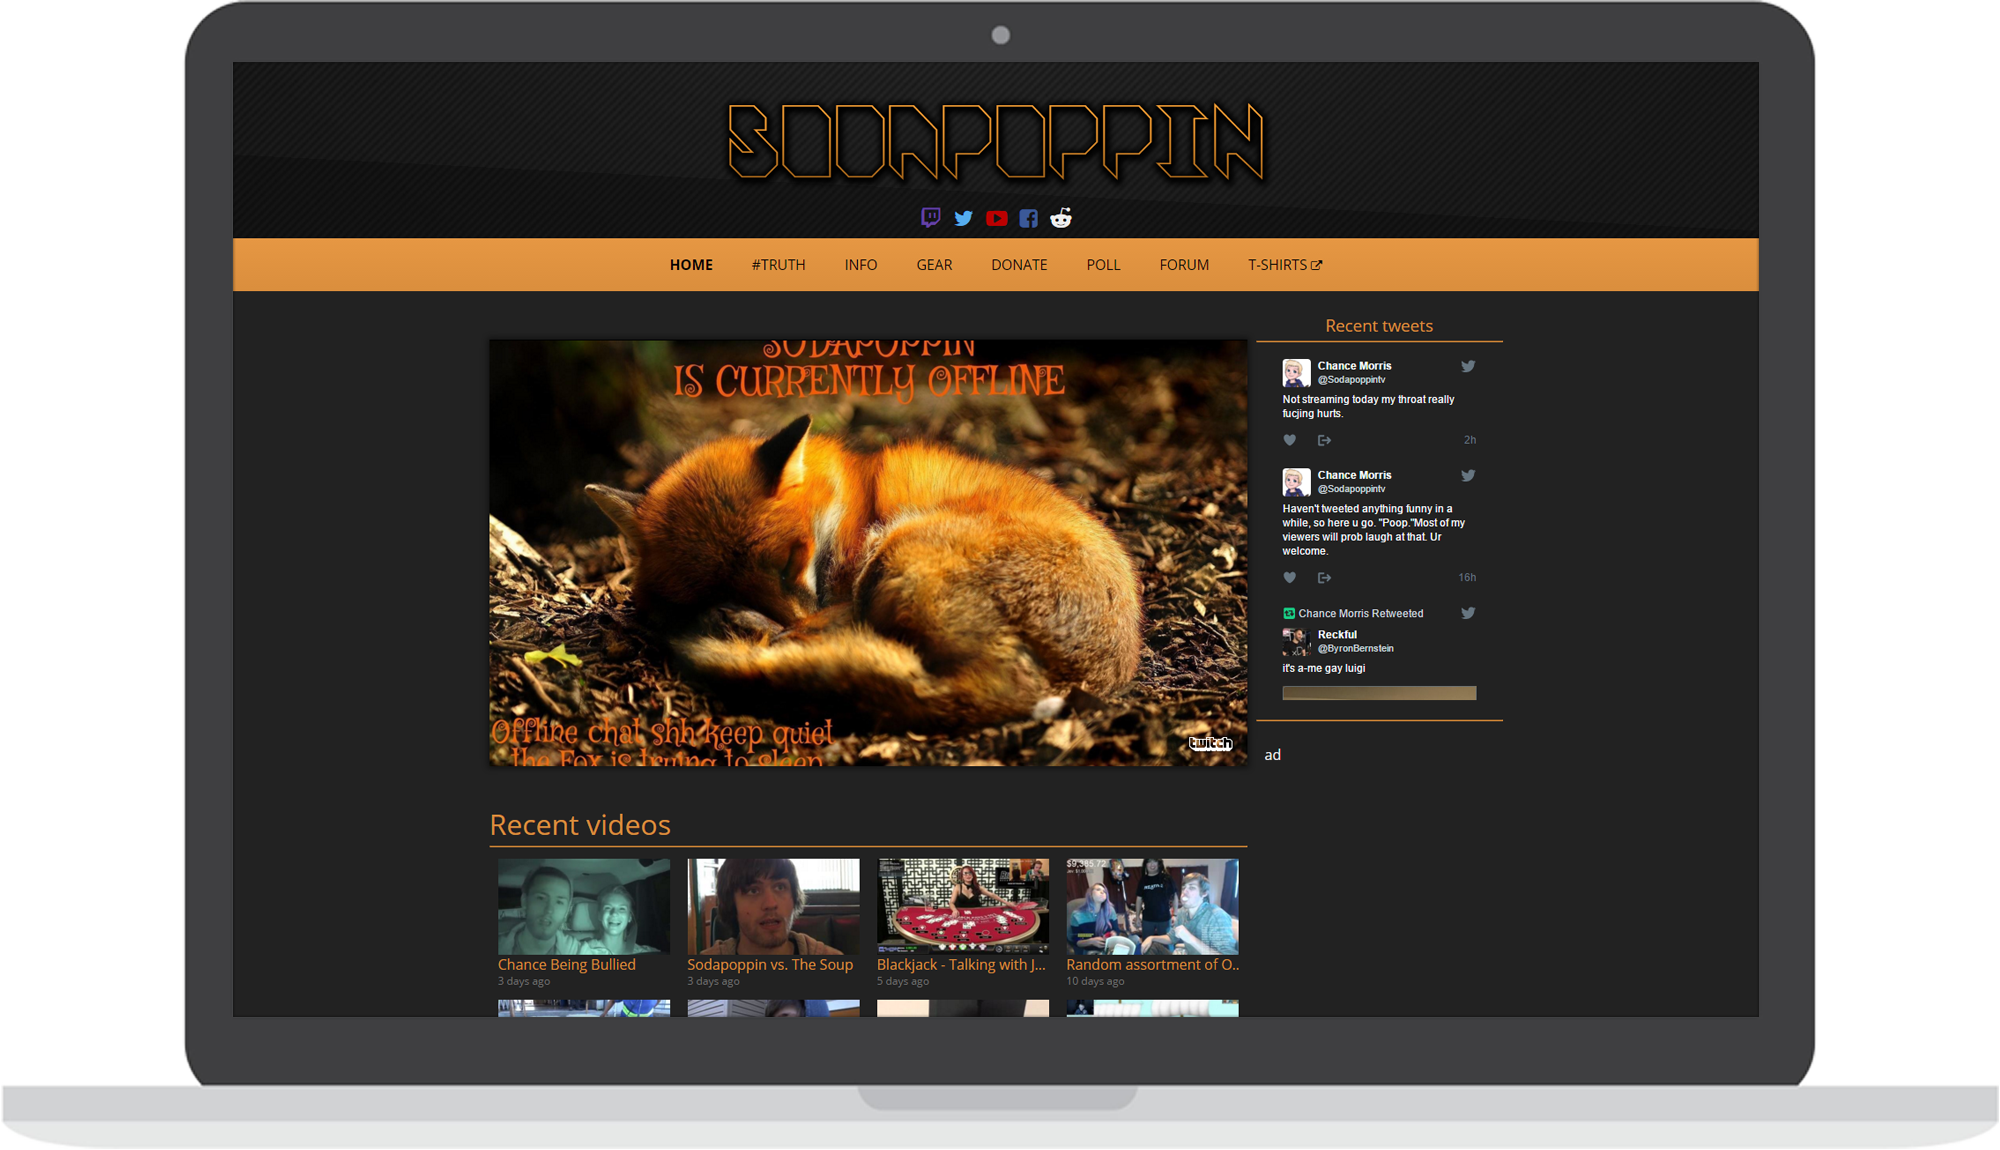 SODAPOPPIN
HOME #TRUTH INFO GEAR DONATE POLL FORUM T-SHIRTS
SODAPOPPIN
IS CURRENTLY OFFLINE
Offline chat shh keep quiet
the Fox is trying to sleep
twitch
Recent tweets
Chance Morris
@Sodapoppintv
Not streaming today my throat really
fucjing hurts.
2h
Chance Morris
@Sodapoppintv
Haven't tweeted anything funny in a
while, so here u go. "Poop."Most of my
viewers will prob laugh at that. Ur
welcome.
16h
Chance Morris Retweeted
Reckful
@ByronBernstein
it's a-me gay luigi
ad
Recent videos
$9,385.72
Chance Being Bullied
3 days ago
Sodapoppin vs. The Soup
3 days ago
Blackjack - Talking with J...
5 days ago
Random assortment of O..
10 days ago